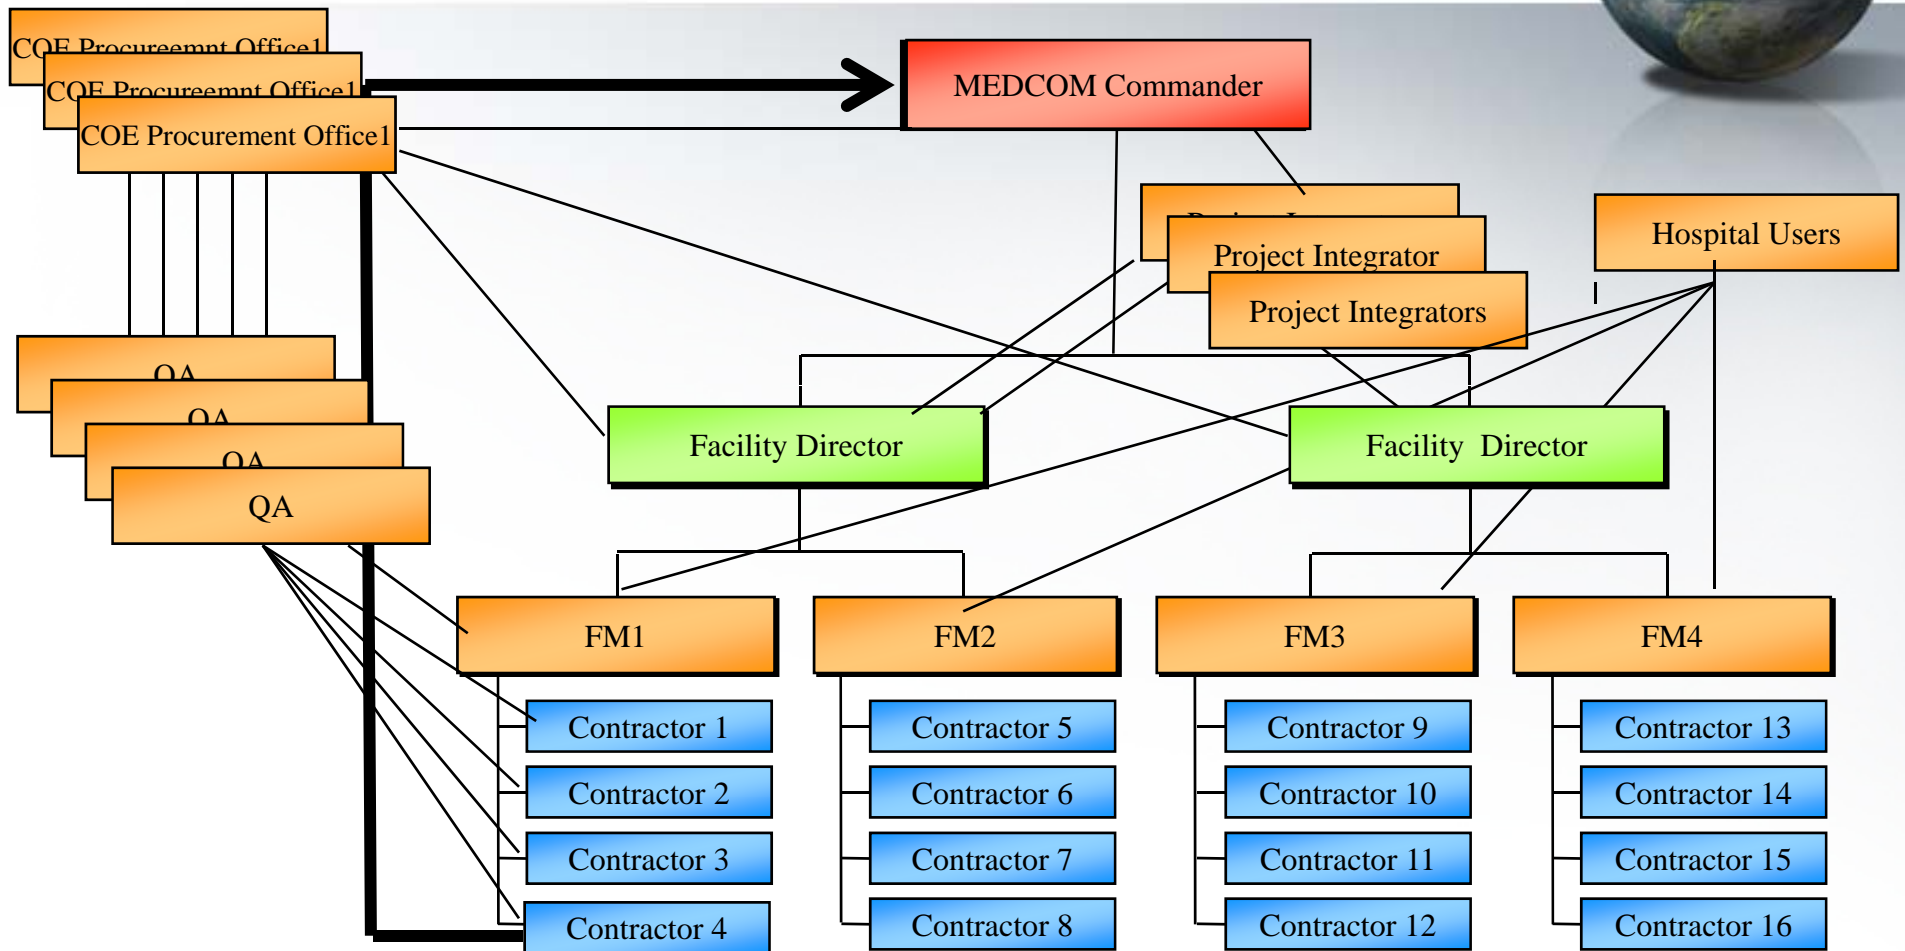 COE Procureemnt Office1
COE Procureemnt Office1
COE Procurement Office1
MEDCOM Commander
Project Integrator
Project Integrators
Hospital Users
QA
QA
QA
QA
Facility Director
Facility Director
FM1
FM2
FM3
FM4
Contractor 1
Contractor 2
Contractor 3
Contractor 4
Contractor 5
Contractor 6
Contractor 7
Contractor 8
Contractor 9
Contractor 10
Contractor 11
Contractor 12
Contractor 13
Contractor 14
Contractor 15
Contractor 16